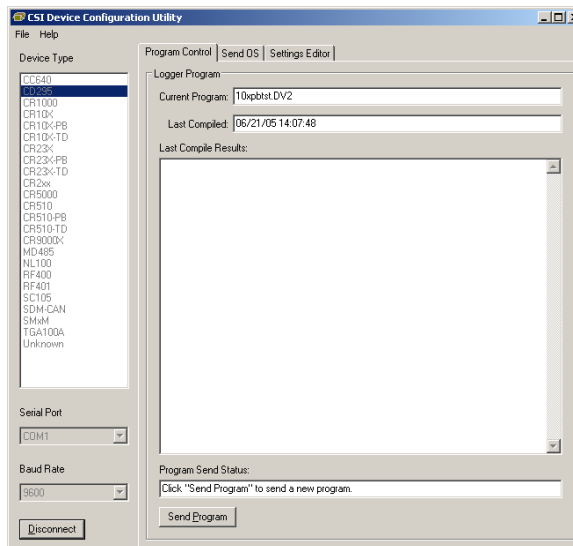 CSI Device Configuration Utility
File Help
Device Type
CC640
CD295
CR1000
CR10X
CR10X-PB
CR10X-TD
CR23X
CR23X-PB
CR23X-TD
CR2xx
CR5000
CR510
CR510-PB
CR510-TD
CR9000X
MD485
NL100
RF400
RF401
SC105
SDM-CAN
SMxM
TGA100A
Unknown
Serial Port
COM1
Baud Rate
9600
Disconnect
Program Control Send OS Settings Editor
Logger Program
Current Program: 10xpbtst.DV2
Last Compiled: 06/21/05 14:07:48
Last Compile Results:
Program Send Status:
Click "Send Program" to send a new program.
Send Program